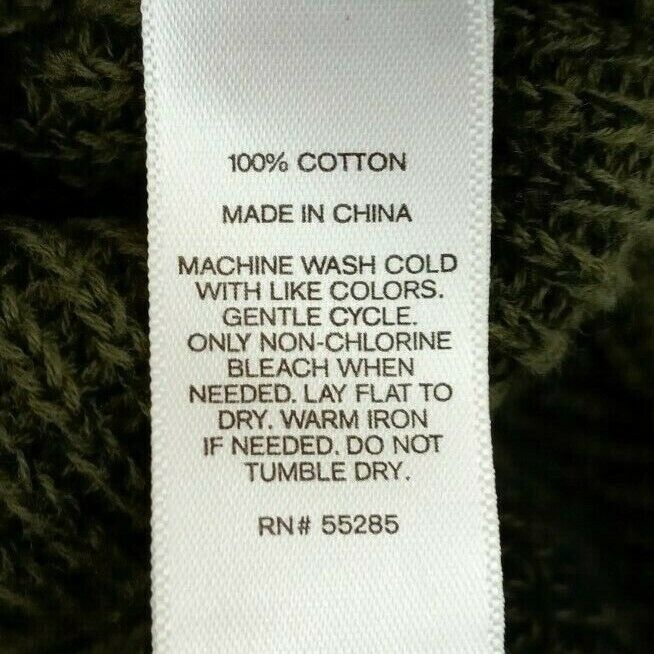 100% COTTON
MADE IN CHINA
MACHINE WASH COLD
WITH LIKE COLORS.
GENTLE CYCLE.
ONLY NON-CHLORINE
BLEACH WHEN
NEEDED. LAY FLAT TO
DRY. WARM IRON
IF NEEDED. DO NOT
TUMBLE DRY.
RN# 55285